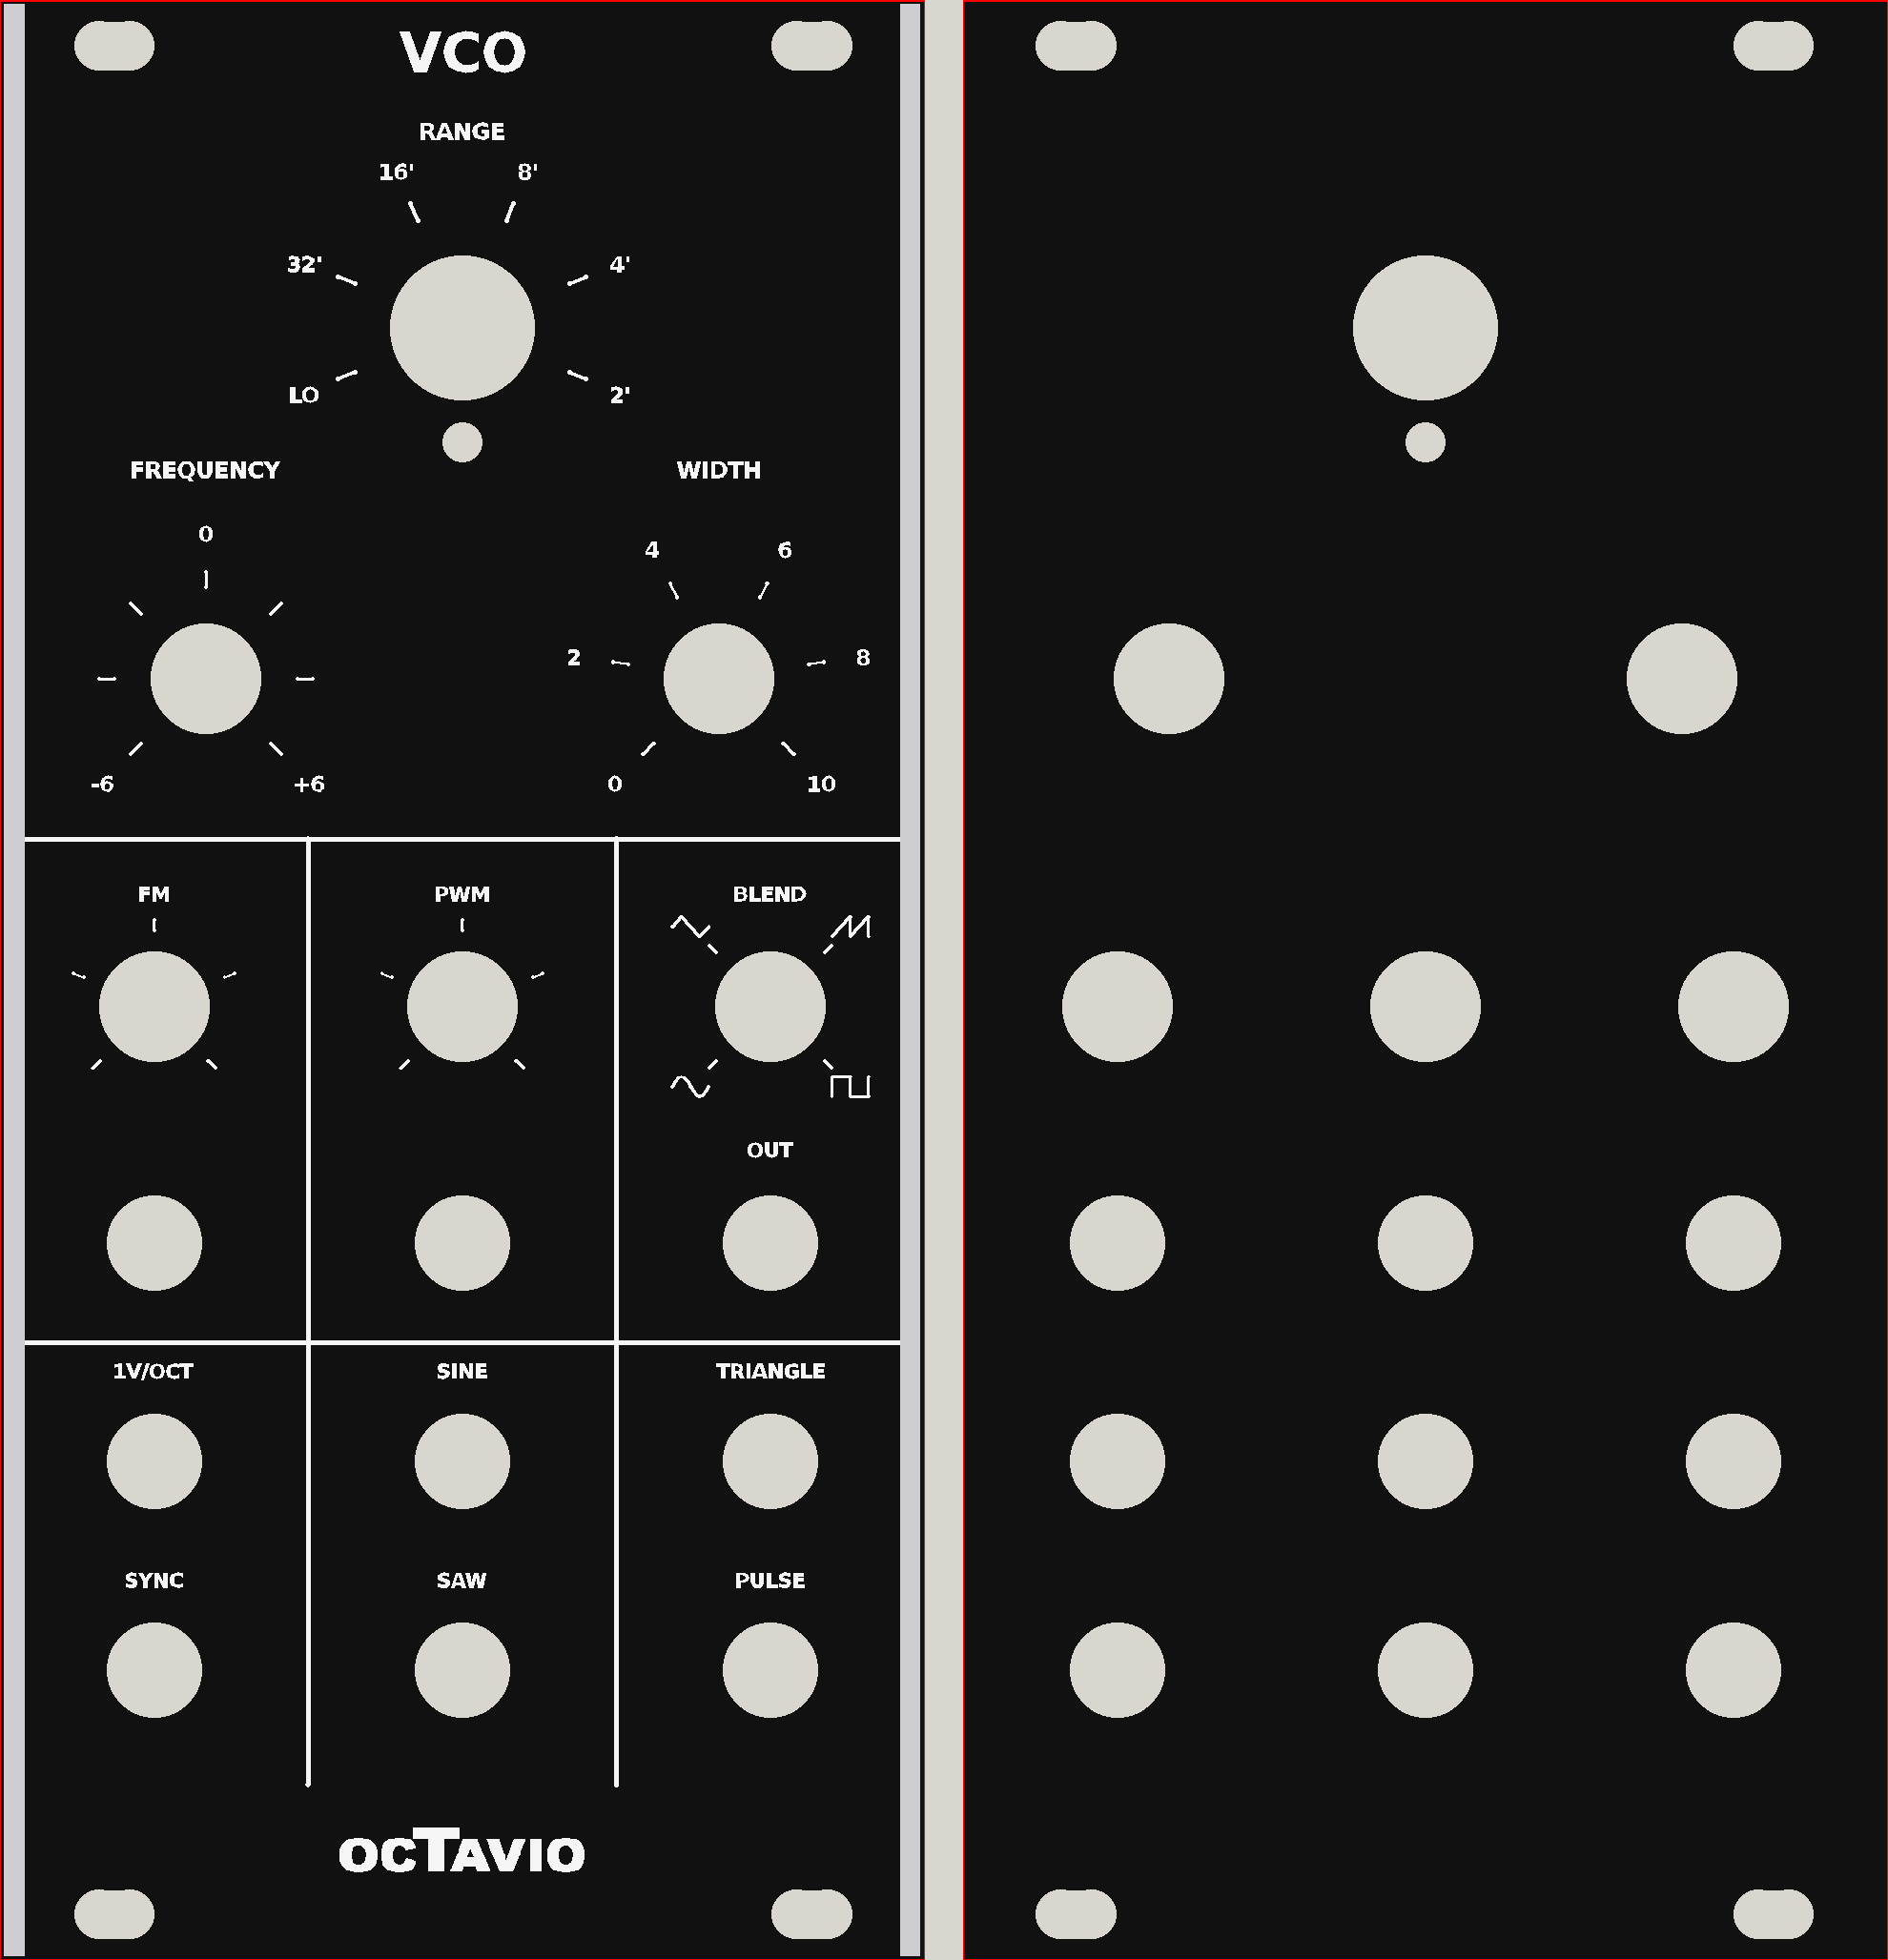 VCO
RANGE
16' 8'
32' 4'
LO 2'
FREQUENCY WIDTH
0
4 6
2 8
-6 +6 0 10
FM PWM BLEND
OUT
1V/OCT SINE TRIANGLE
SYNC SAW PULSE
OCTAVIO